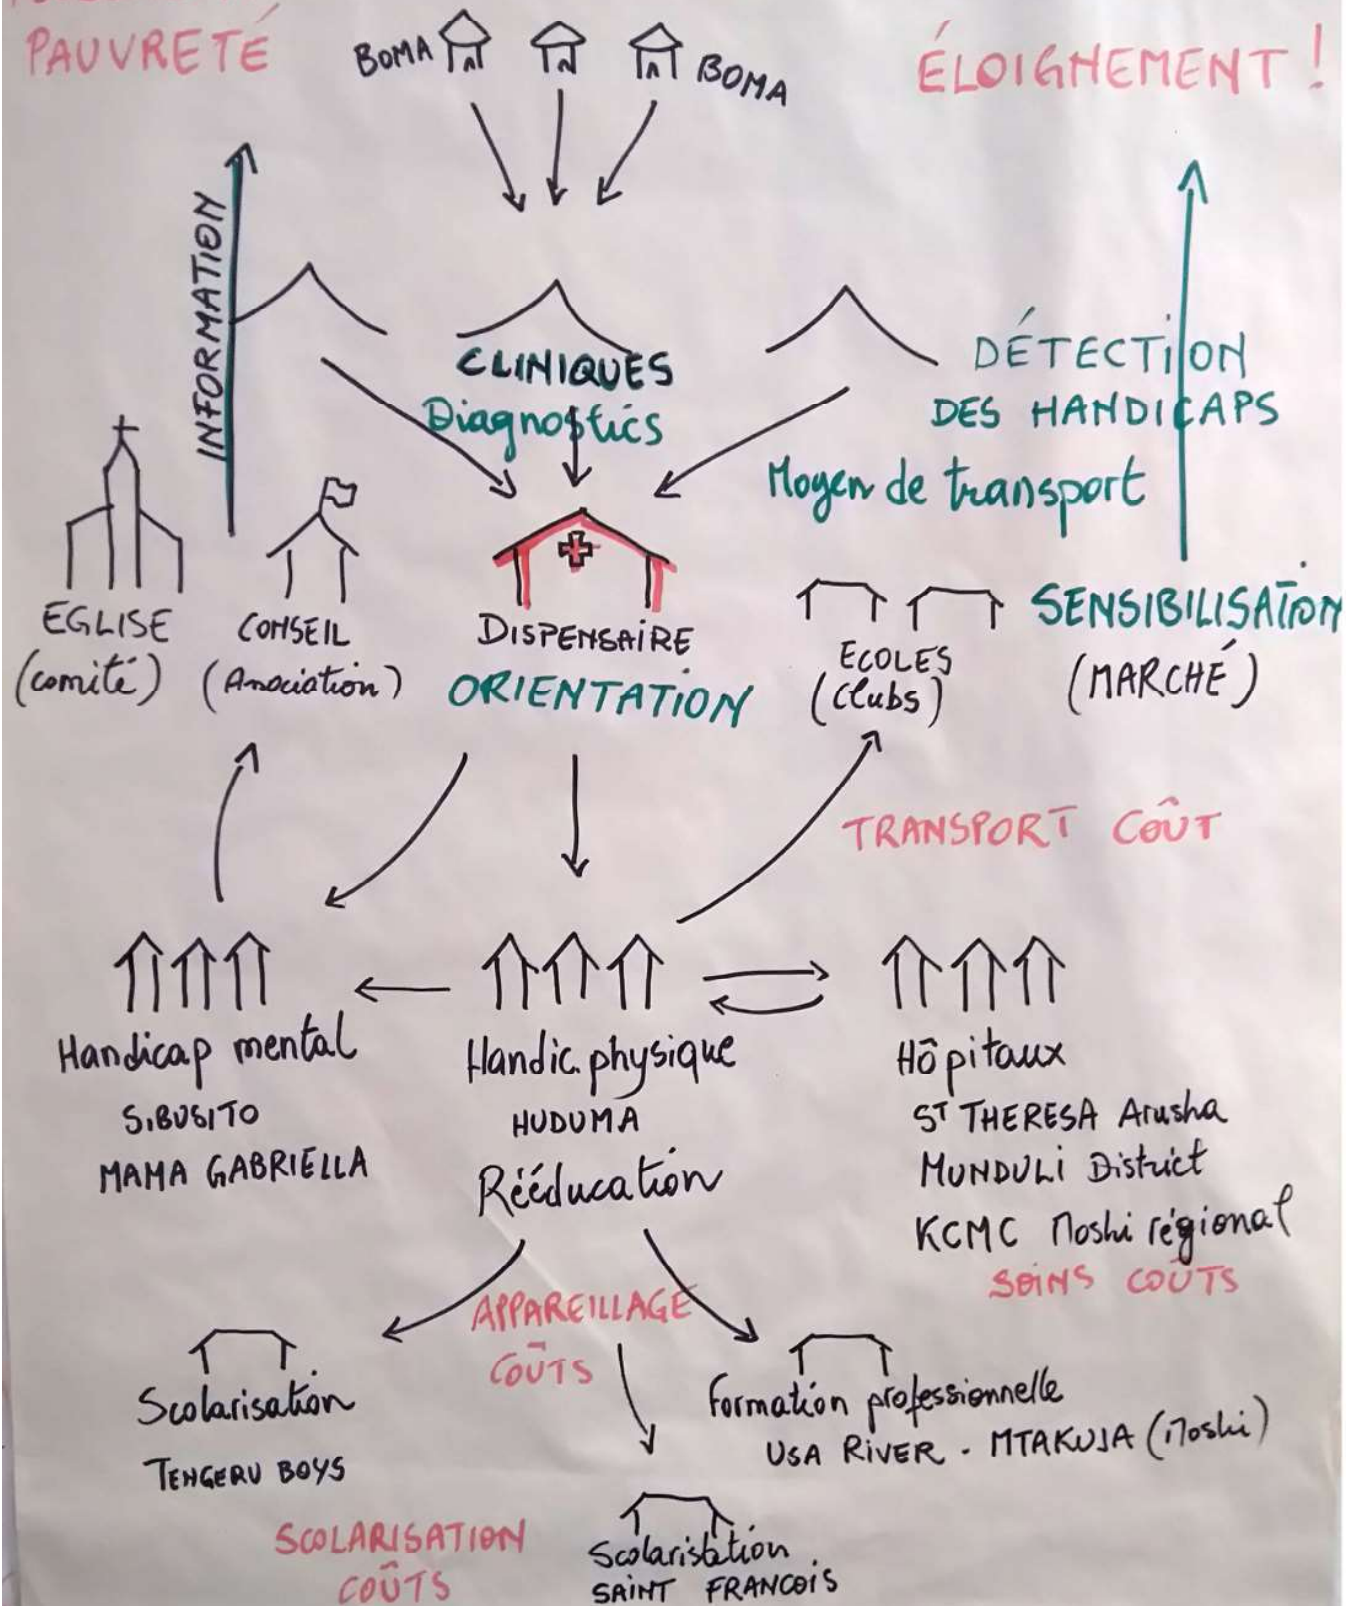 PAUVRETÉ
BOMA
BOMA
ÉLOIGNEMENT !
INFORMATION
CLINIQUES
Diagnostics
DÉTECTION
DES HANDICAPS
Moyen de transport
EGLISE
(comité)
CONSEIL
(Association)
DISPENSAIRE
ORIENTATION
ECOLES
(Clubs)
SENSIBILISATION
(MARCHÉ)
TRANSPORT COÛT
Handicap mental
SIBUSITO
MAMA GABRIELLA
Handic. physique
HUDUMA
Rééducation
Hôpitaux
ST THERESA Arusha
MUNDULI District
KCMC Moshi régional
SOINS COÛTS
APPAREILLAGE
COÛTS
Scolarisation
TENGERU BOYS
Formation professionnelle
USA RIVER - MTAKUJA (Moshi)
SCOLARISATION
COÛTS
Scolarisation
SAINT FRANCOIS